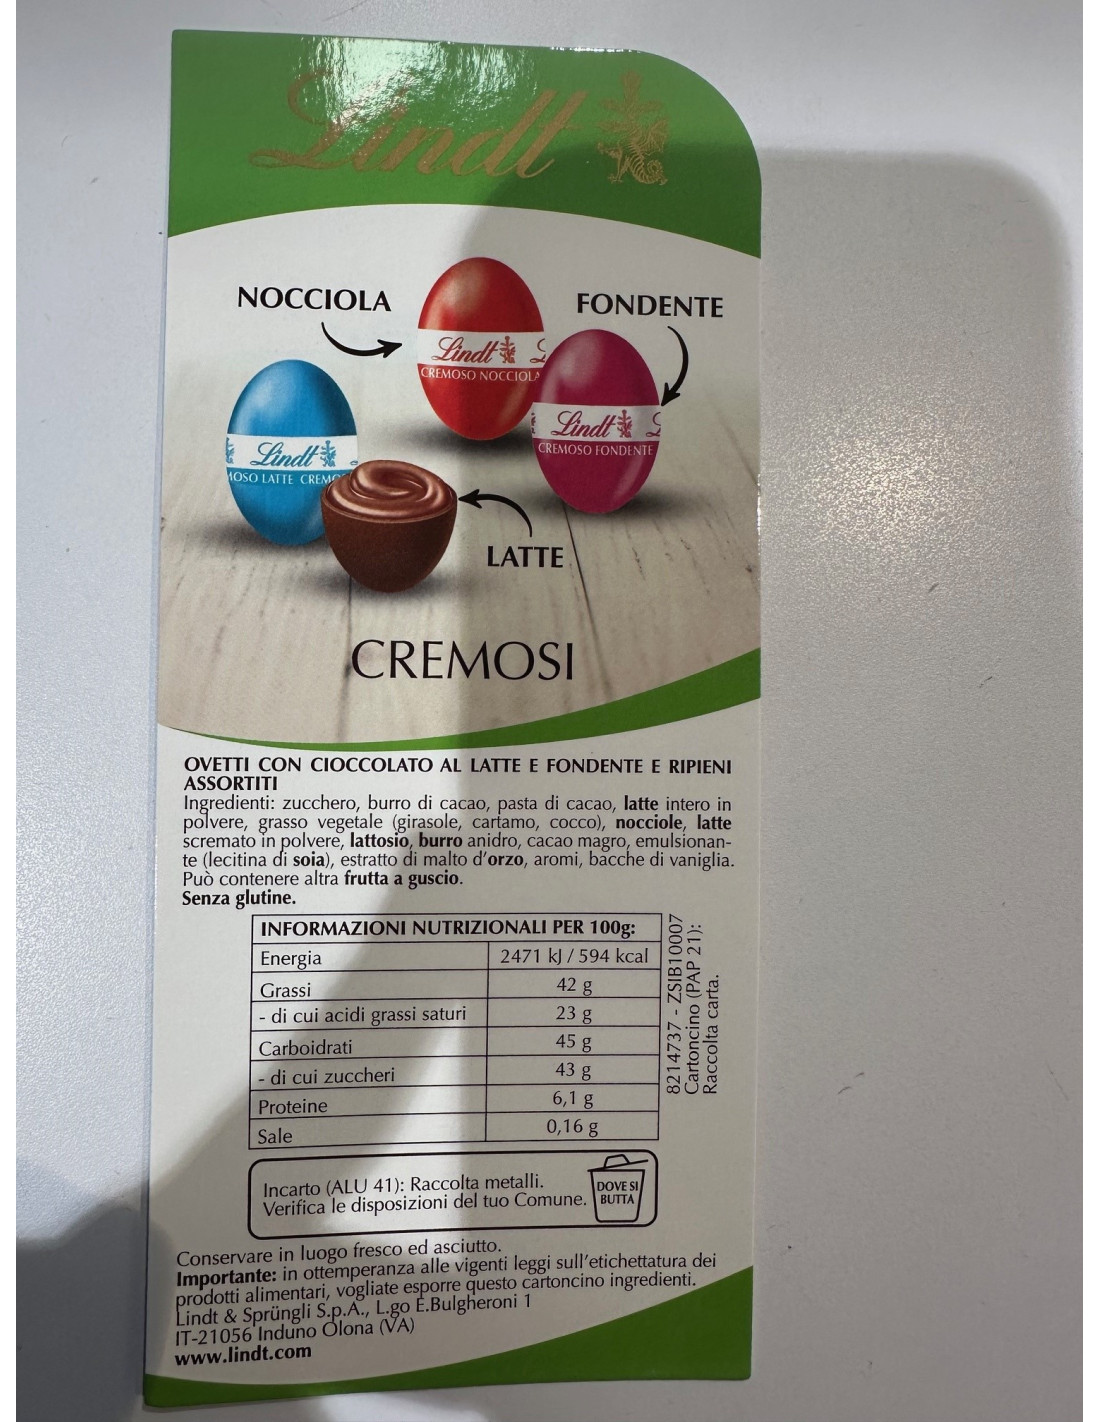 Lindt
NOCCIOLA
FONDENTE
Lindt
CREMOSO NOCCIOLA
Lindt
CREMOSO FONDENTE
Lindt
MOSO LATTE CREMO
LATTE
CREMOSI
OVETTI CON CIOCCOLATO AL LATTE E FONDENTE E RIPIENI
ASSORTITI
Ingredienti: zucchero, burro di cacao, pasta di cacao, latte intero in
polvere, grasso vegetale (girasole, cartamo, cocco), nocciole, latte
scremato in polvere, lattosio, burro anidro, cacao magro, emulsionan-
te (lecitina di soia), estratto di malto d'orzo, aromi, bacche di vaniglia.
Può contenere altra frutta a guscio.
Senza glutine.
INFORMAZIONI NUTRIZIONALI PER 100g:
Energia 2471 kJ / 594 kcal
Grassi 42 g
- di cui acidi grassi saturi 23 g
Carboidrati 45 g
- di cui zuccheri 43 g
Proteine 6,1 g
Sale 0,16 g
8214737 - ZSIB10007
Cartoncino (PAP 21):
Raccolta carta.
Incarto (ALU 41): Raccolta metalli.
Verifica le disposizioni del tuo Comune.
DOVE SI
BUTTA
Conservare in luogo fresco ed asciutto.
Importante: in ottemperanza alle vigenti leggi sull'etichettatura dei
prodotti alimentari, vogliate esporre questo cartoncino ingredienti.
Lindt & Sprüngli S.p.A., L.go E.Bulgheroni 1
IT-21056 Induno Olona (VA)
www.lindt.com